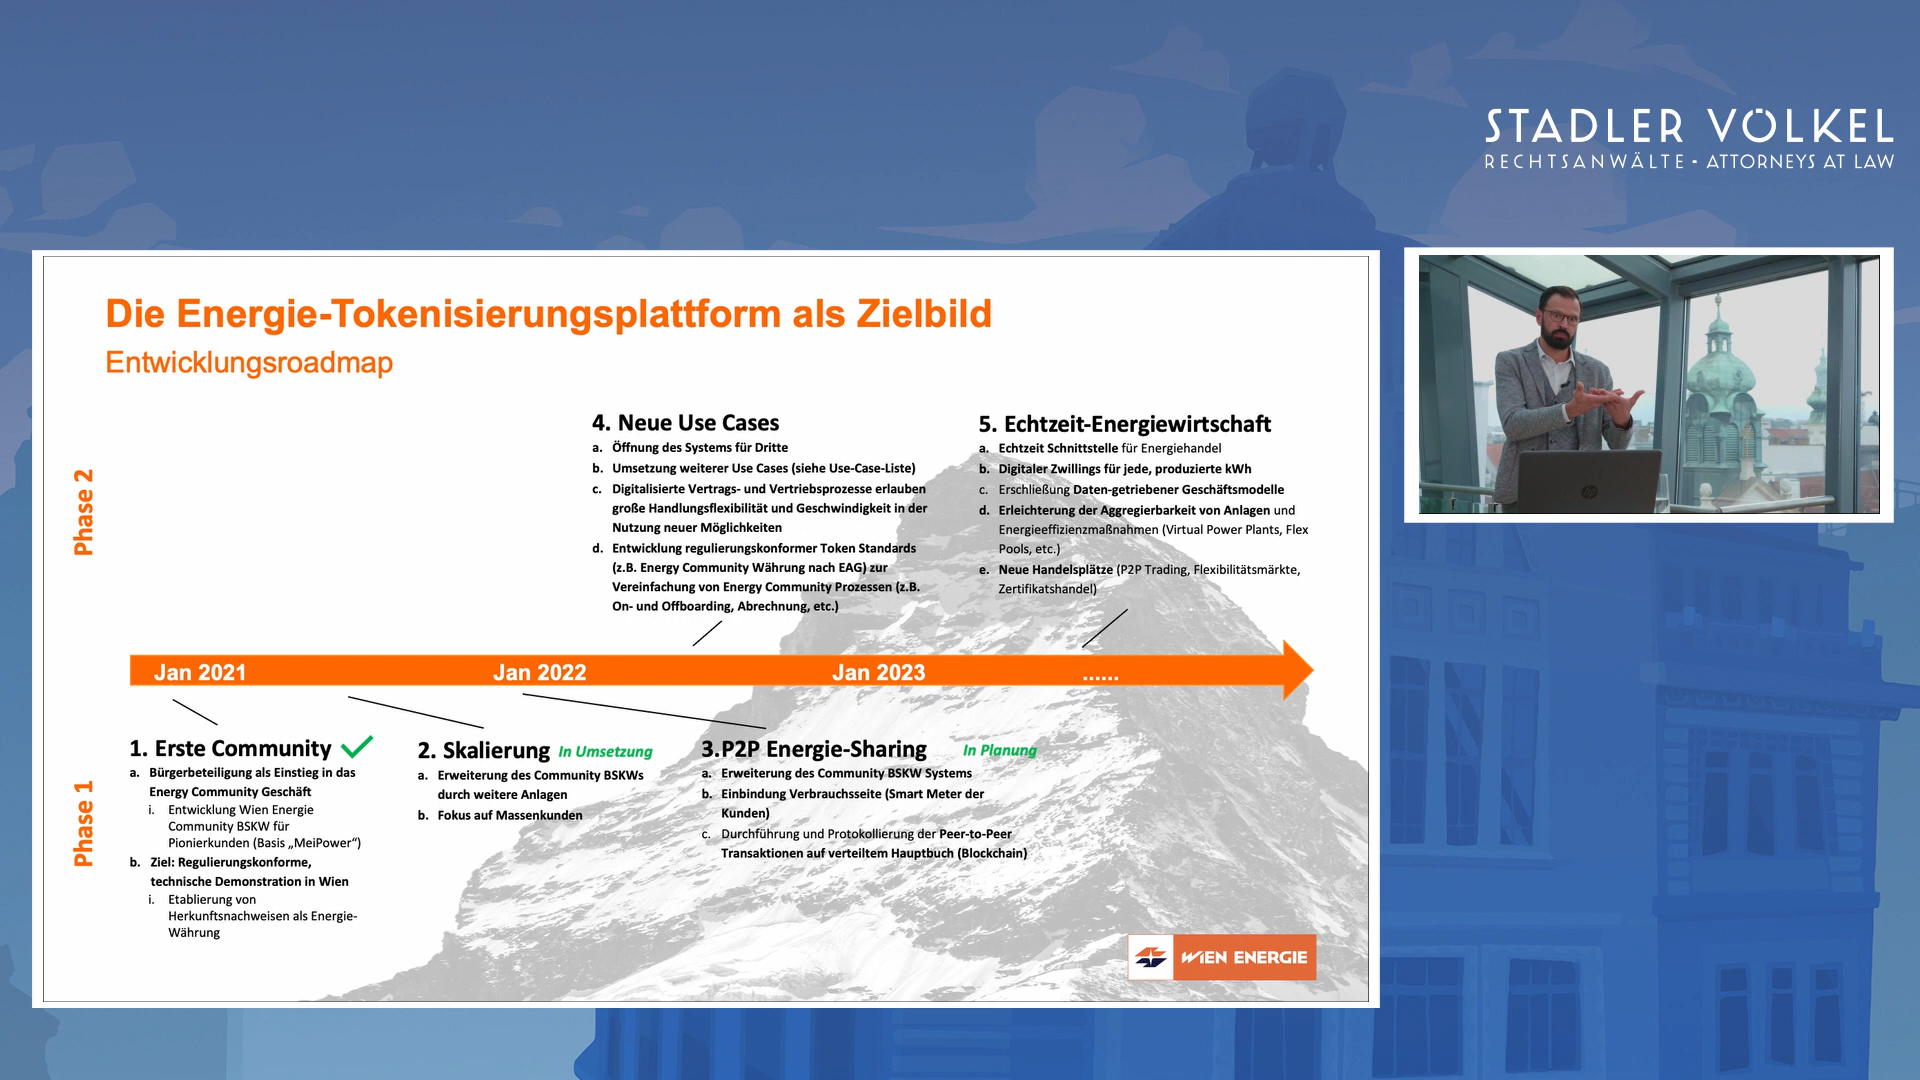 STADLER VÖLKEL
RECHTSANWÄLTE - ATTORNEYS AT LAW
Die Energie-Tokenisierungsplattform als Zielbild
Entwicklungsroadmap
Phase 2
4. Neue Use Cases
a. Öffnung des Systems für Dritte
b. Umsetzung weiterer Use Cases (siehe Use-Case-Liste)
c. Digitalisierte Vertrags- und Vertriebsprozesse erlauben
große Handlungsflexibilität und Geschwindigkeit in der
Nutzung neuer Möglichkeiten
d. Entwicklung regulierungskonformer Token Standards
(z.B. Energy Community Währung nach EAG) zur
Vereinfachung von Energy Community Prozessen (z.B.
On- und Offboarding, Abrechnung, etc.)
5. Echtzeit-Energiewirtschaft
a. Echtzeit Schnittstelle für Energiehandel
b. Digitaler Zwillings für jede, produzierte kWh
c. Erschließung Daten-getriebener Geschäftsmodelle
d. Erleichterung der Aggregierbarkeit von Anlagen und
Energieeffizienzmaßnahmen (Virtual Power Plants, Flex
Pools, etc.)
e. Neue Handelsplätze (P2P Trading, Flexibilitätsmärkte,
Zertifikatshandel)
Jan 2021 Jan 2022 Jan 2023 ......
Phase 1
1. Erste Community
a. Bürgerbeteiligung als Einstieg in das
Energy Community Geschäft
i. Entwicklung Wien Energie
Community BSKW für
Pionierkunden (Basis „MeiPower“)
b. Ziel: Regulierungskonforme,
technische Demonstration in Wien
i. Etablierung von
Herkunftsnachweisen als Energie-
Währung
2. Skalierung In Umsetzung
a. Erweiterung des Community BSKWs
durch weitere Anlagen
b. Fokus auf Massenkunden
3.P2P Energie-Sharing In Planung
a. Erweiterung des Community BSKW Systems
b. Einbindung Verbrauchsseite (Smart Meter der
Kunden)
c. Durchführung und Protokollierung der Peer-to-Peer
Transaktionen auf verteiltem Hauptbuch (Blockchain)
WIEN ENERGIE
hp